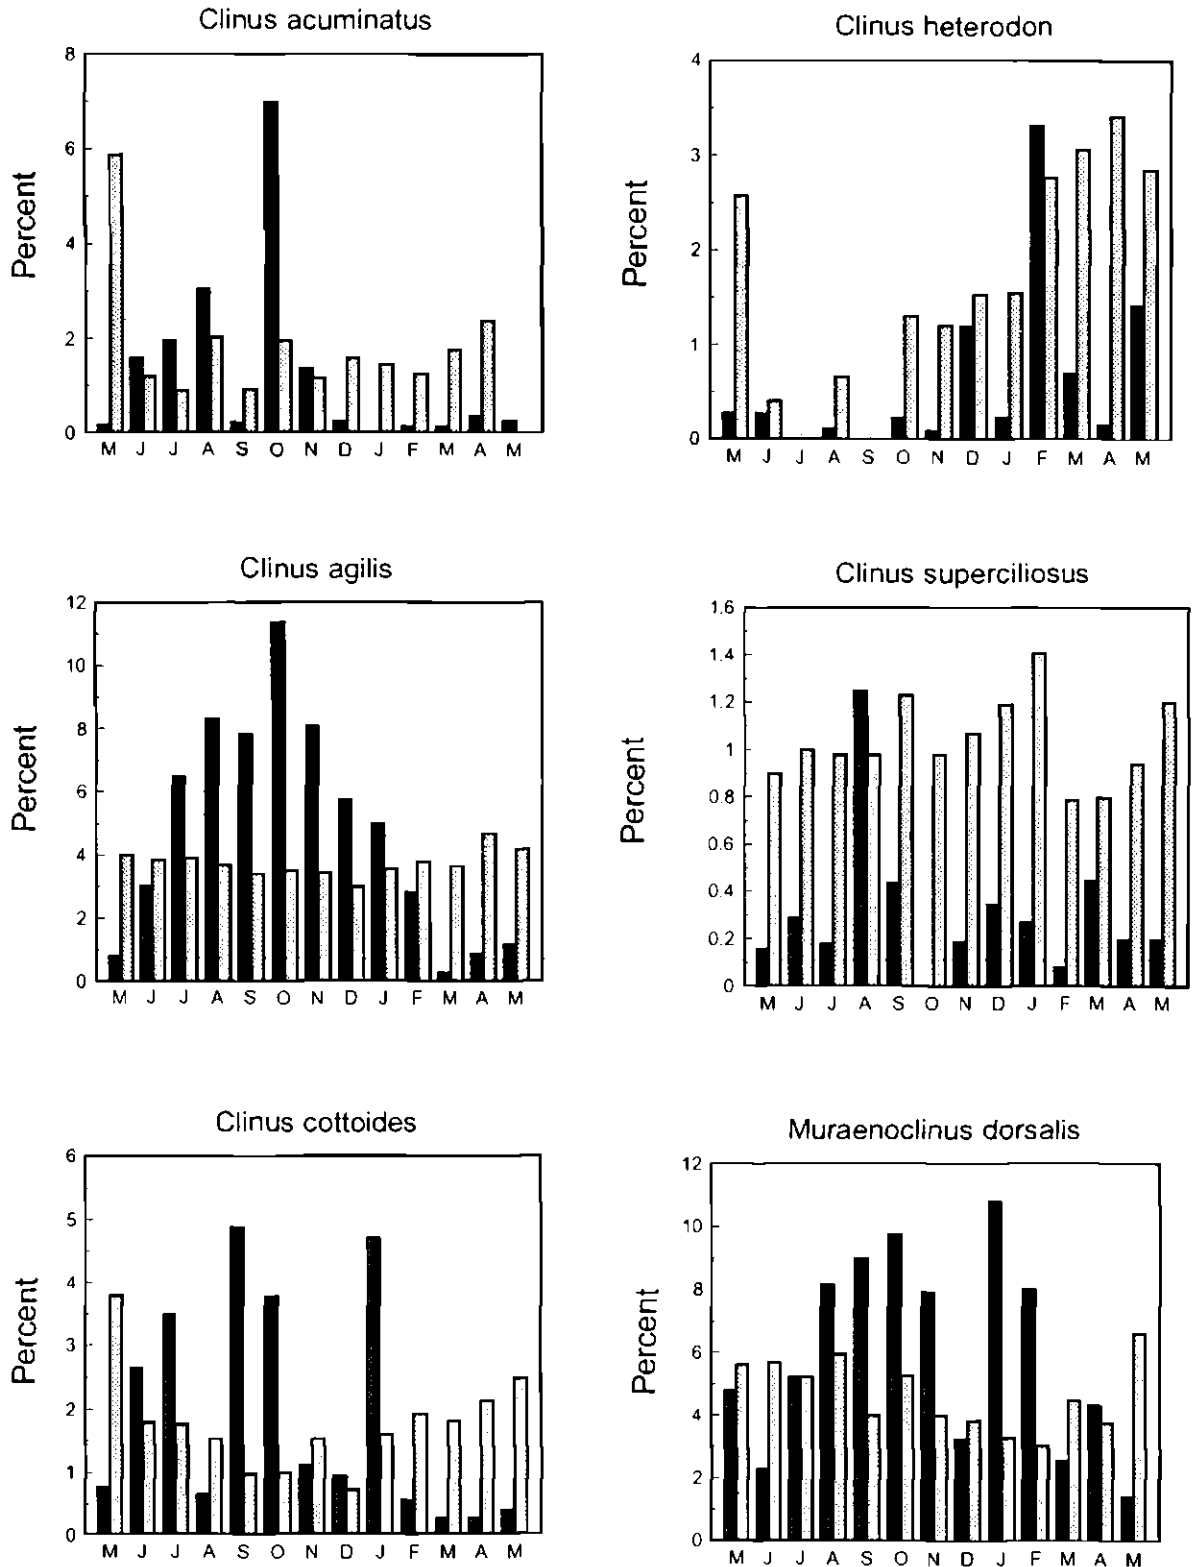 Clinus acuminatus
Percent
8
6
4
2
0
M J J A S O N D J F M A M
Clinus heterodon
Percent
4
3
2
1
0
M J J A S O N D J F M A M
Clinus agilis
Percent
12
10
8
6
4
2
0
M J J A S O N D J F M A M
Clinus superciliosus
Percent
1.6
1.4
1.2
1
0.8
0.6
0.4
0.2
0
M J J A S O N D J F M A M
Clinus cottoides
Percent
6
5
4
3
2
1
0
M J J A S O N D J F M A M
Muraenoclinus dorsalis
Percent
12
10
8
6
4
2
0
M J J A S O N D J F M A M